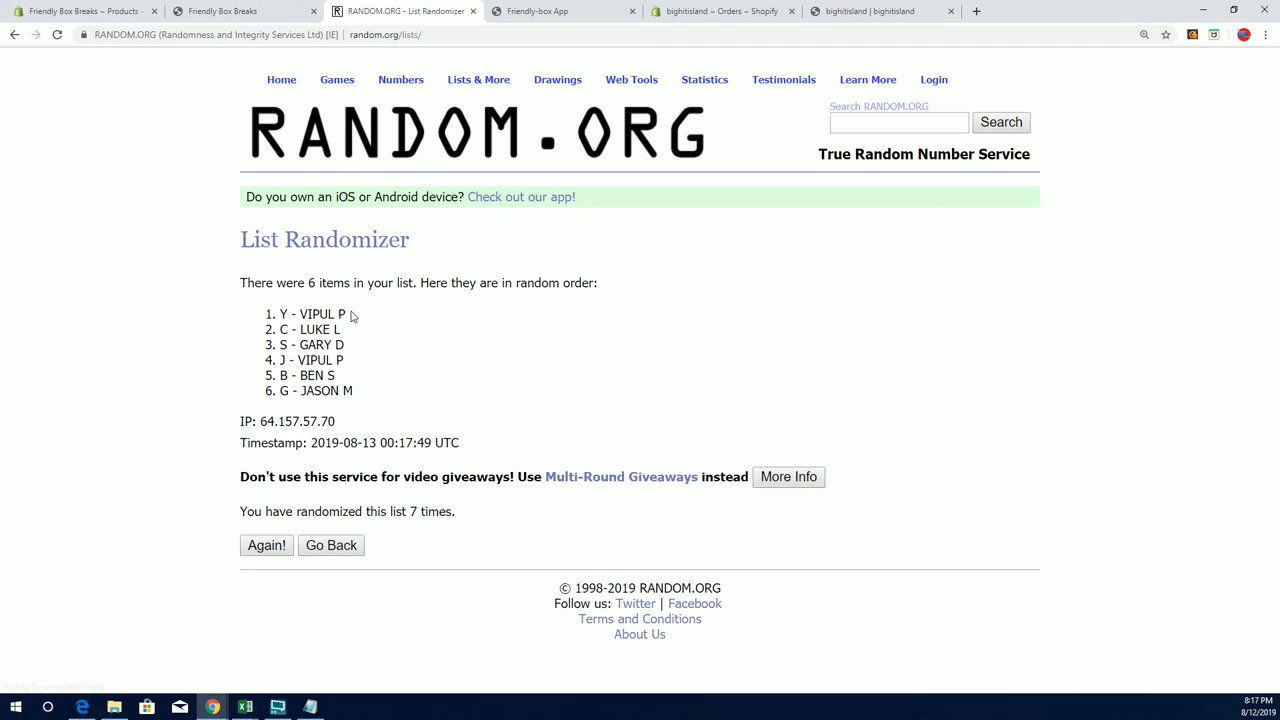 Friendly Box Breaks ~ Products -
Friendly Box Breaks
RANDOM.ORG - List Randomizer
Friendly-box App
bighitisland ~ Orders ~ Shopify
bighitisland | bighitisland
RANDOM.ORG (Randomness and Integrity Services Ltd) [IE] | random.org/lists/
Home Games Numbers Lists & More Drawings Web Tools Statistics Testimonials Learn More Login
RANDOM.ORG
Search RANDOM.ORG
Search
True Random Number Service
Do you own an iOS or Android device? Check out our app!
List Randomizer
There were 6 items in your list. Here they are in random order:
1. Y - VIPUL P
2. C - LUKE L
3. S - GARY D
4. J - VIPUL P
5. B - BEN S
6. G - JASON M
IP: 64.157.57.70
Timestamp: 2019-08-13 00:17:49 UTC
Don't use this service for video giveaways! Use Multi-Round Giveaways instead More Info
You have randomized this list 7 times.
Again! Go Back
© 1998-2019 RANDOM.ORG
Follow us: Twitter | Facebook
Terms and Conditions
About Us
8:17 PM
8/12/2019